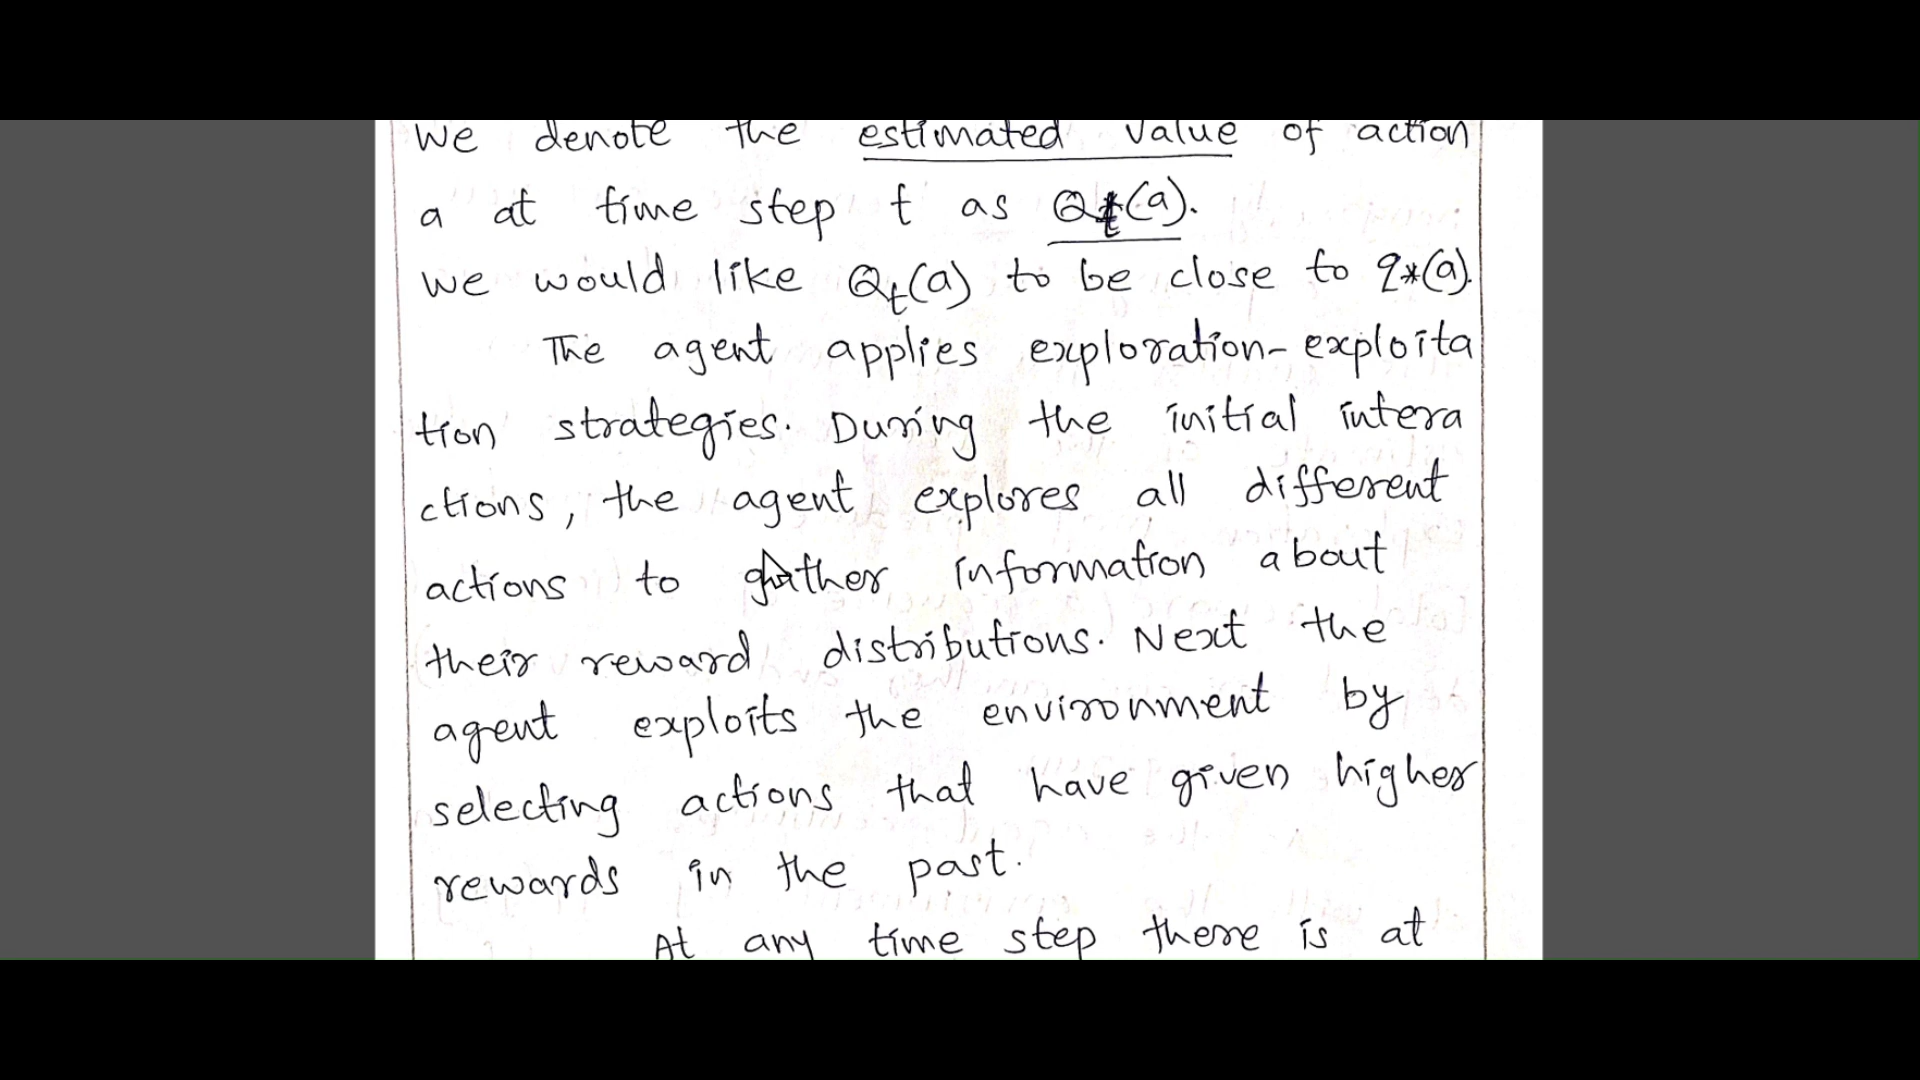 We denote the estimated value of action
a at time step t as Qt(a).
We would like Qt(a) to be close to q*(a).
The agent applies exploration-exploita
tion strategies. During the initial intera
ctions, the agent explores all different
actions to gather information about
their reward distributions. Next the
agent exploits the environment by
selecting actions that have given higher
rewards in the past.
At any time step there is at